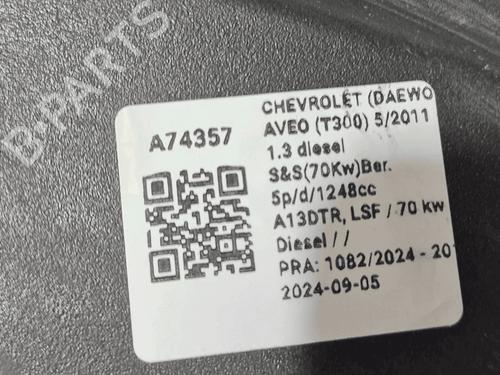 B-PARTS
A74357
CHEVROLET (DAEWO
AVEO (T300) 5/2011
1.3 diesel
S&S(70Kw)Ber.
5p/d/1248cc
A13DTR, LSF / 70 kw
Diesel / /
PRA: 1082/2024 - 201
2024-09-05